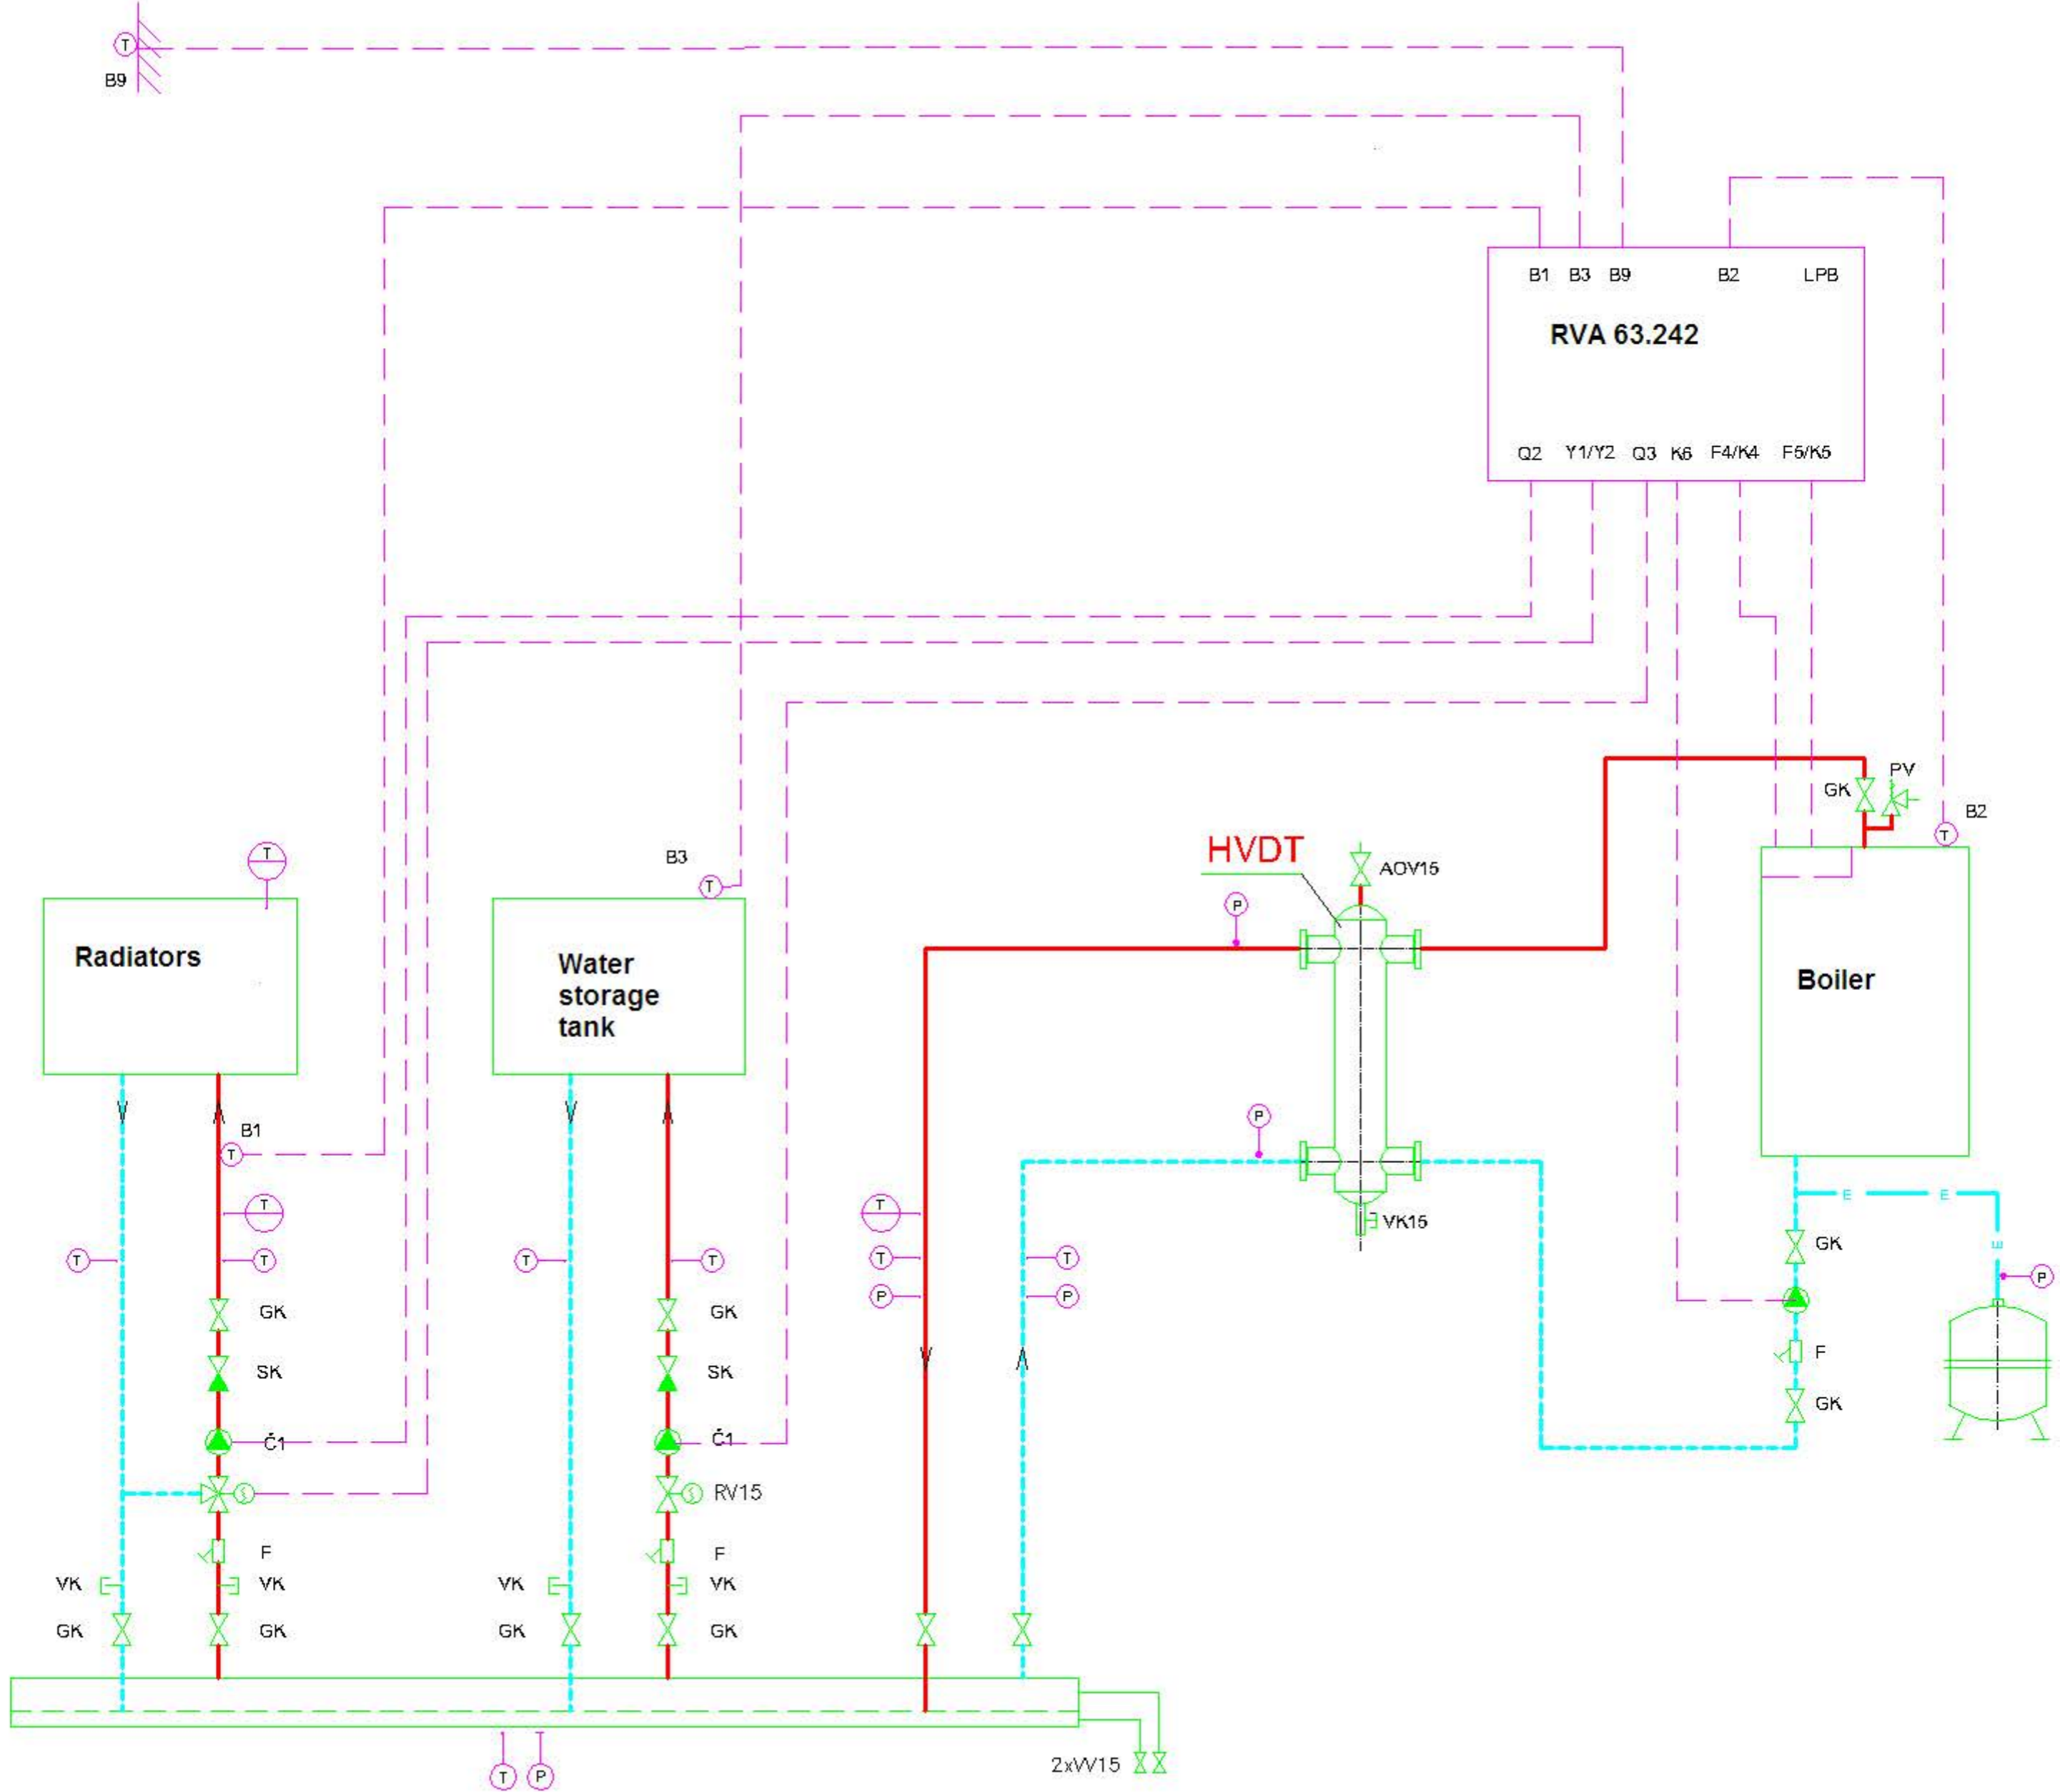 T
B9
B1 B3 B9 B2 LPB
RVA 63.242
Q2 Y1/Y2 Q3 K6 F4/K4 F5/K5
PV
GK
B2
T
HVDT
AOV15
T
B3
T
P
Radiators
Water
storage
tank
Boiler
P
B1
T
T
T
VK15
E E
E
GK
T T T T T T
P P P
GK GK
F
SK SK
GK
Č1 Č1
S S RV15
F F
VK VK VK VK
GK GK GK GK
2xVV15
T P